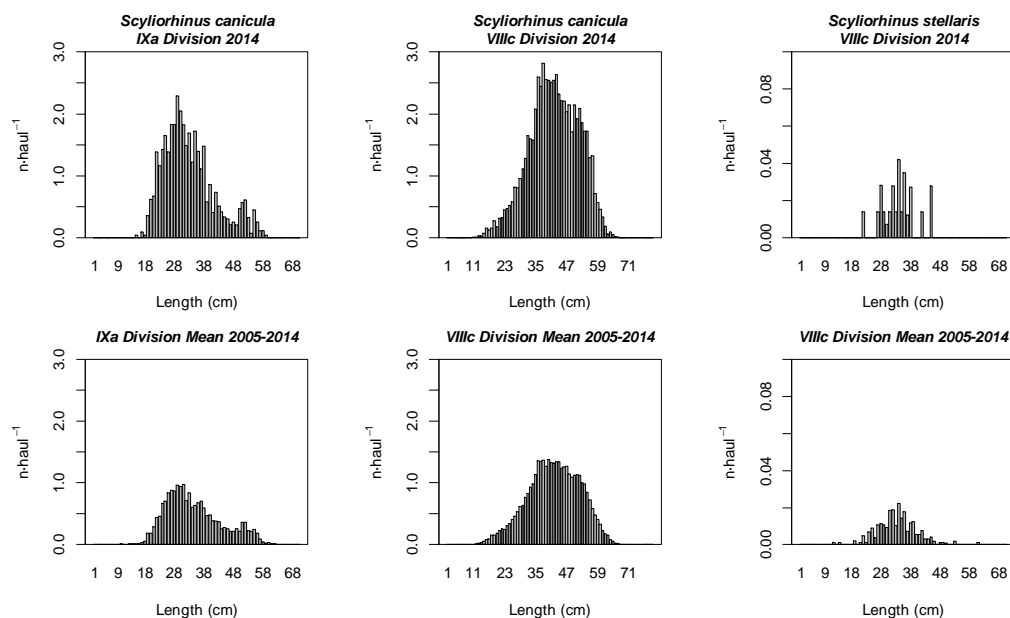 Scyliorhinus canicula
IXa Division 2014
n·haul⁻¹
0.0 1.0 2.0 3.0
1 9 18 28 38 48 58 68
Length (cm)
Scyliorhinus canicula
VIIIc Division 2014
n·haul⁻¹
0.0 1.0 2.0 3.0
1 11 23 35 47 59 71
Length (cm)
Scyliorhinus stellaris
VIIIc Division 2014
n·haul⁻¹
0.00 0.04 0.08
1 9 18 28 38 48 58 68
Length (cm)
IXa Division Mean 2005-2014
n·haul⁻¹
0.0 1.0 2.0 3.0
1 9 18 28 38 48 58 68
Length (cm)
VIIIc Division Mean 2005-2014
n·haul⁻¹
0.0 1.0 2.0 3.0
1 11 23 35 47 59 71
Length (cm)
VIIIc Division Mean 2005-2014
n·haul⁻¹
0.00 0.04 0.08
1 9 18 28 38 48 58 68
Length (cm)